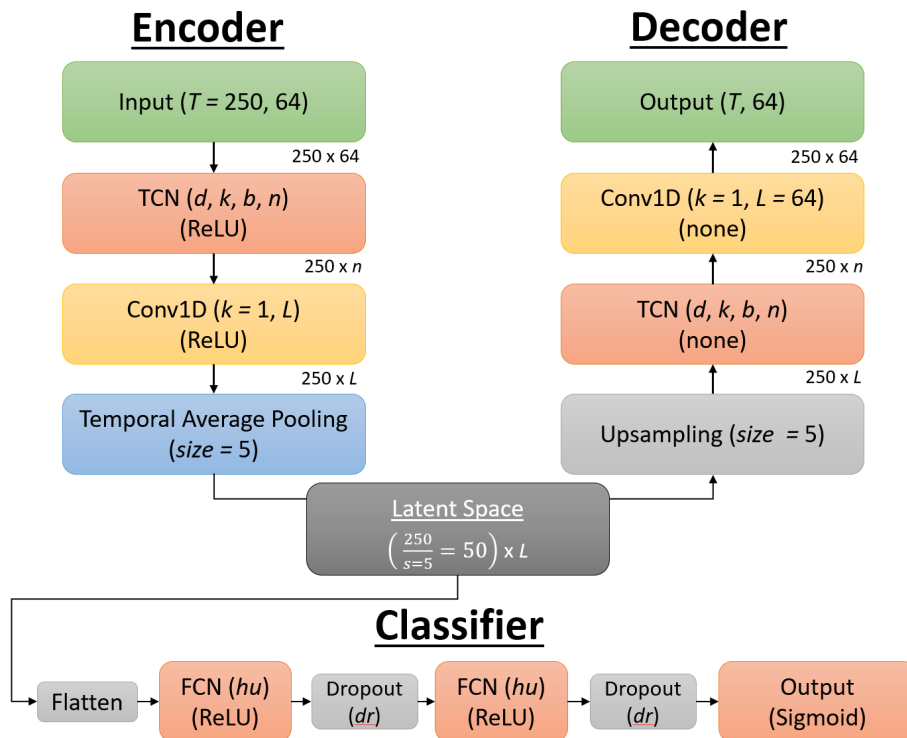 Encoder
Input (T = 250, 64)
250 x 64
TCN (d, k, b, n)
(ReLU)
250 x n
Conv1D (k = 1, L)
(ReLU)
250 x L
Temporal Average Pooling
(size = 5)
Decoder
Output (T, 64)
250 x 64
Conv1D (k = 1, L = 64)
(none)
250 x n
TCN (d, k, b, n)
(none)
250 x L
Upsampling (size = 5)
Latent Space
(250/s=5 = 50) x L
Classifier
Flatten
FCN (hu)
(ReLU)
Dropout
(dr)
FCN (hu)
(ReLU)
Dropout
(dr)
Output
(Sigmoid)